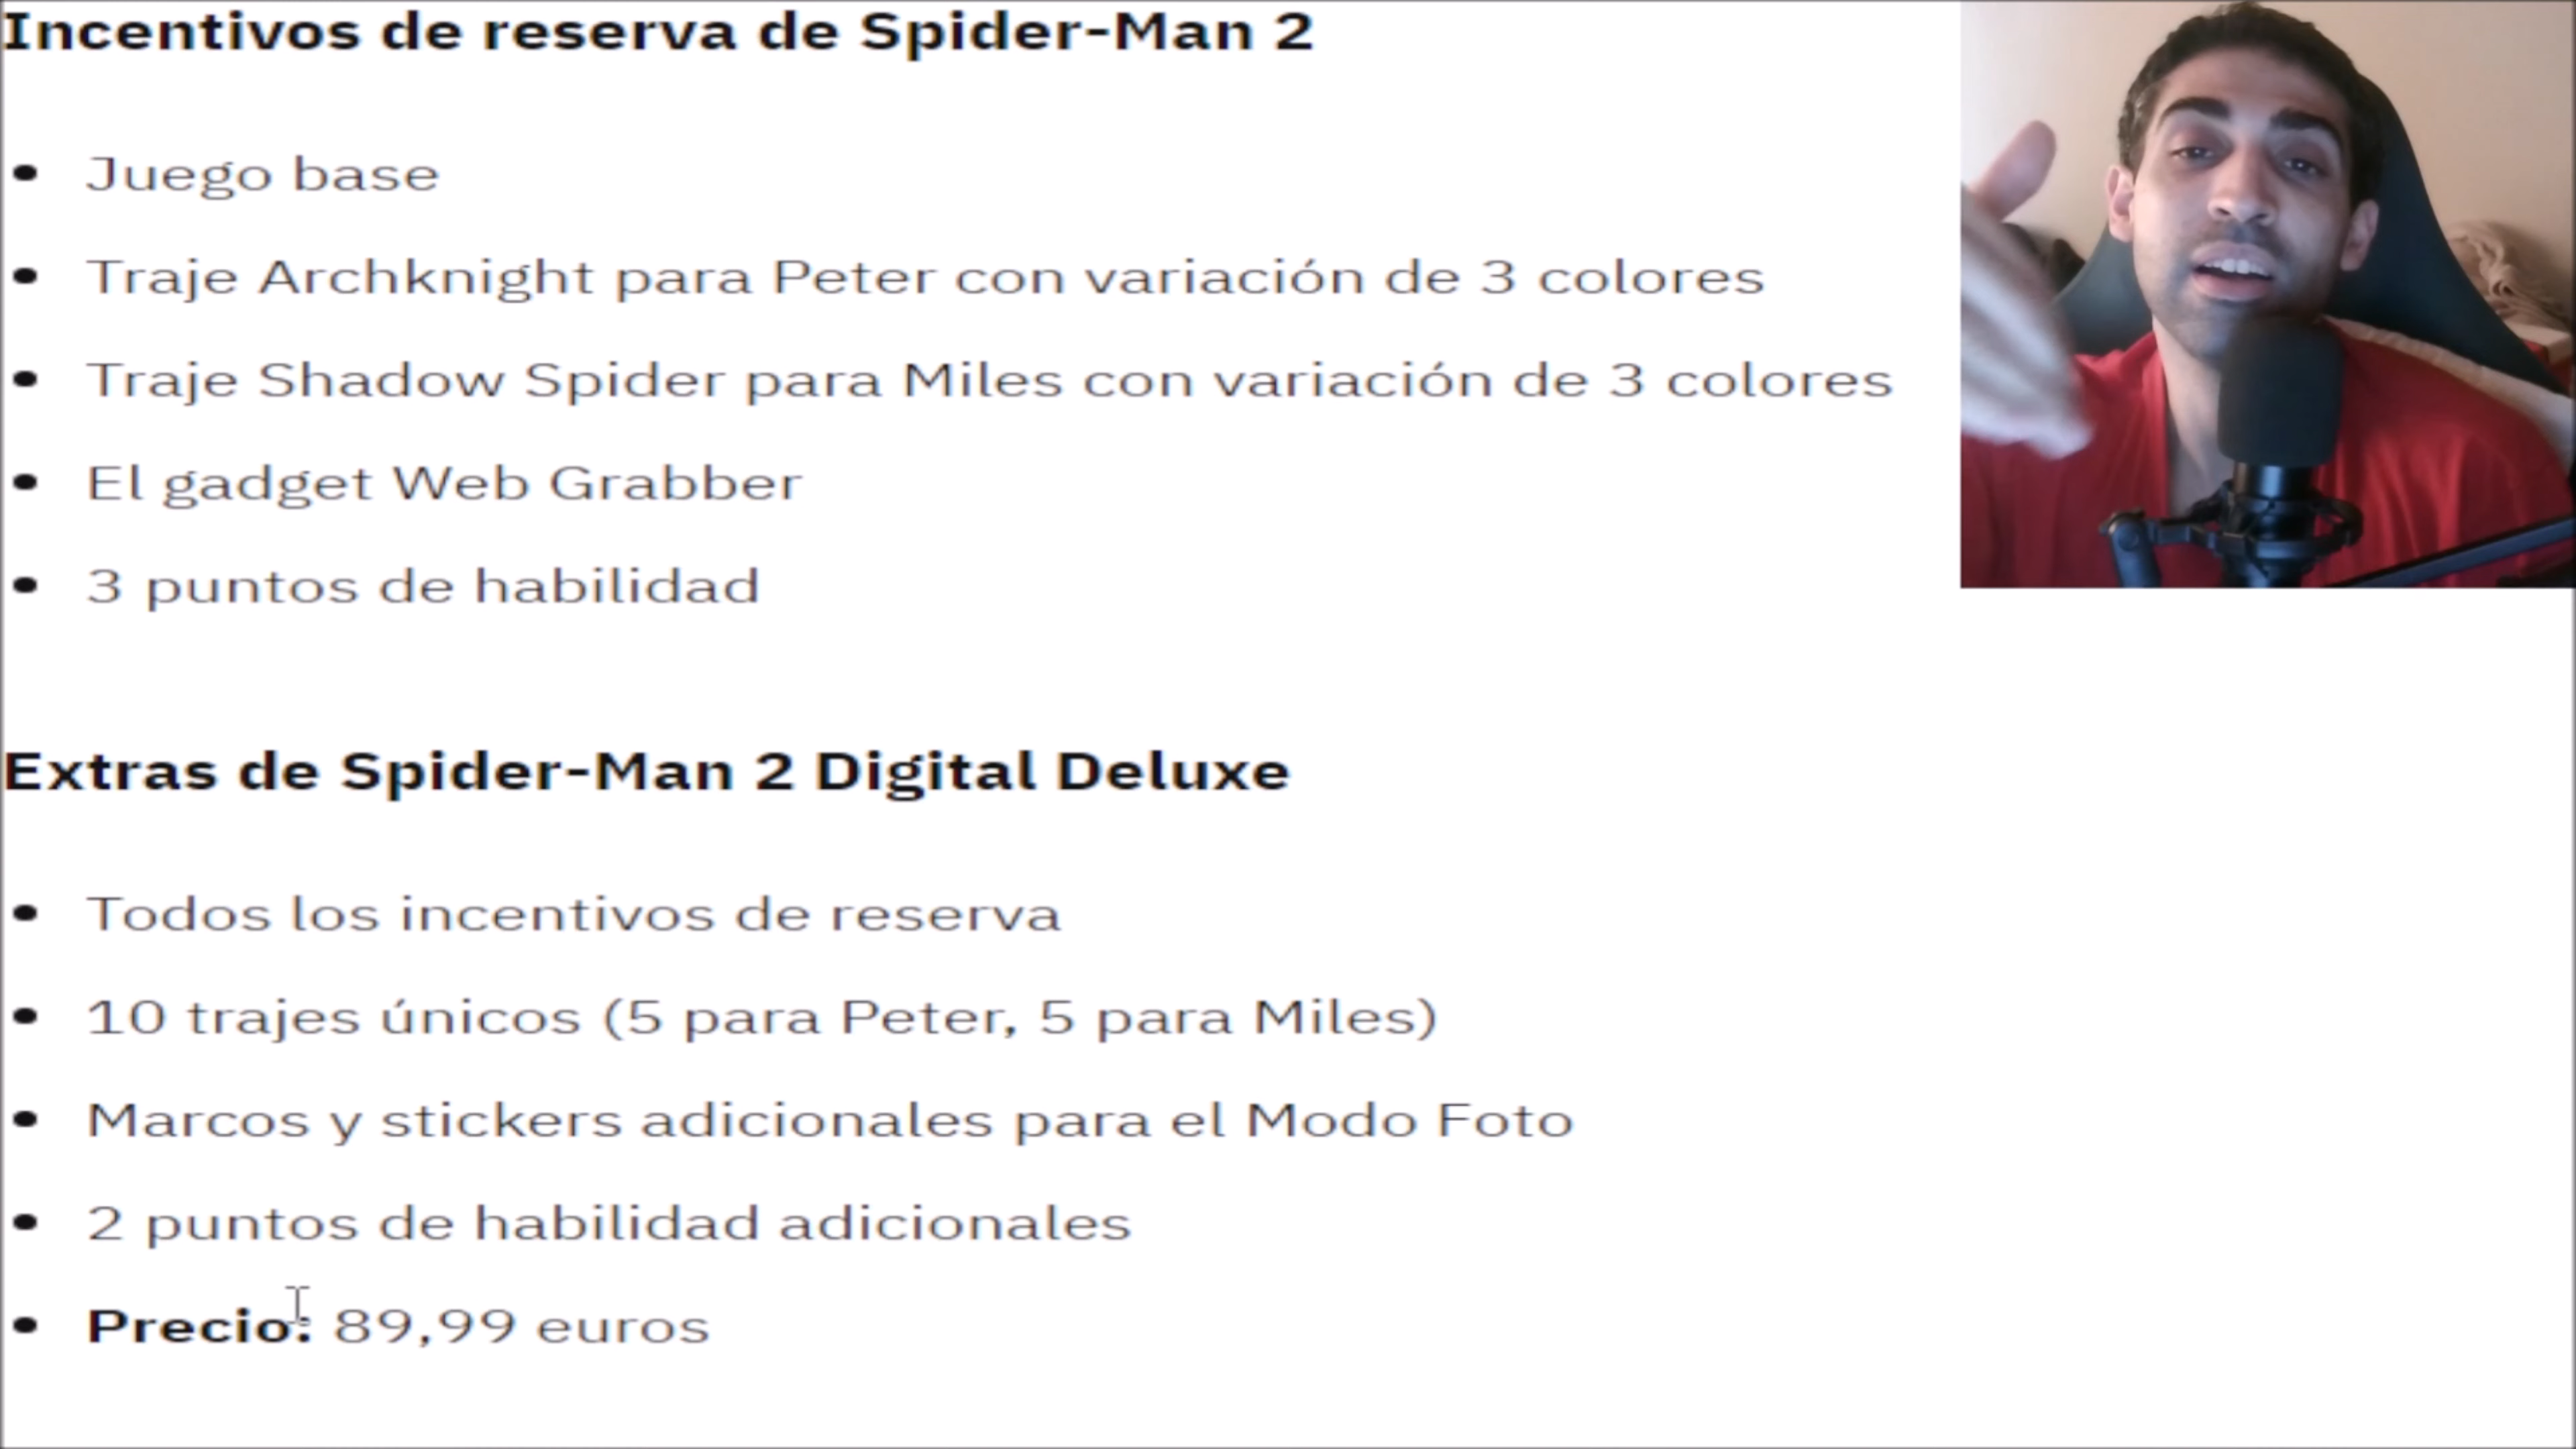 Incentivos de reserva de Spider-Man 2
Juego base
Traje Archknight para Peter con variación de 3 colores
Traje Shadow Spider para Miles con variación de 3 colores
El gadget Web Grabber
3 puntos de habilidad
Extras de Spider-Man 2 Digital Deluxe
Todos los incentivos de reserva
10 trajes únicos (5 para Peter, 5 para Miles)
Marcos y stickers adicionales para el Modo Foto
2 puntos de habilidad adicionales
Precio: 89,99 euros